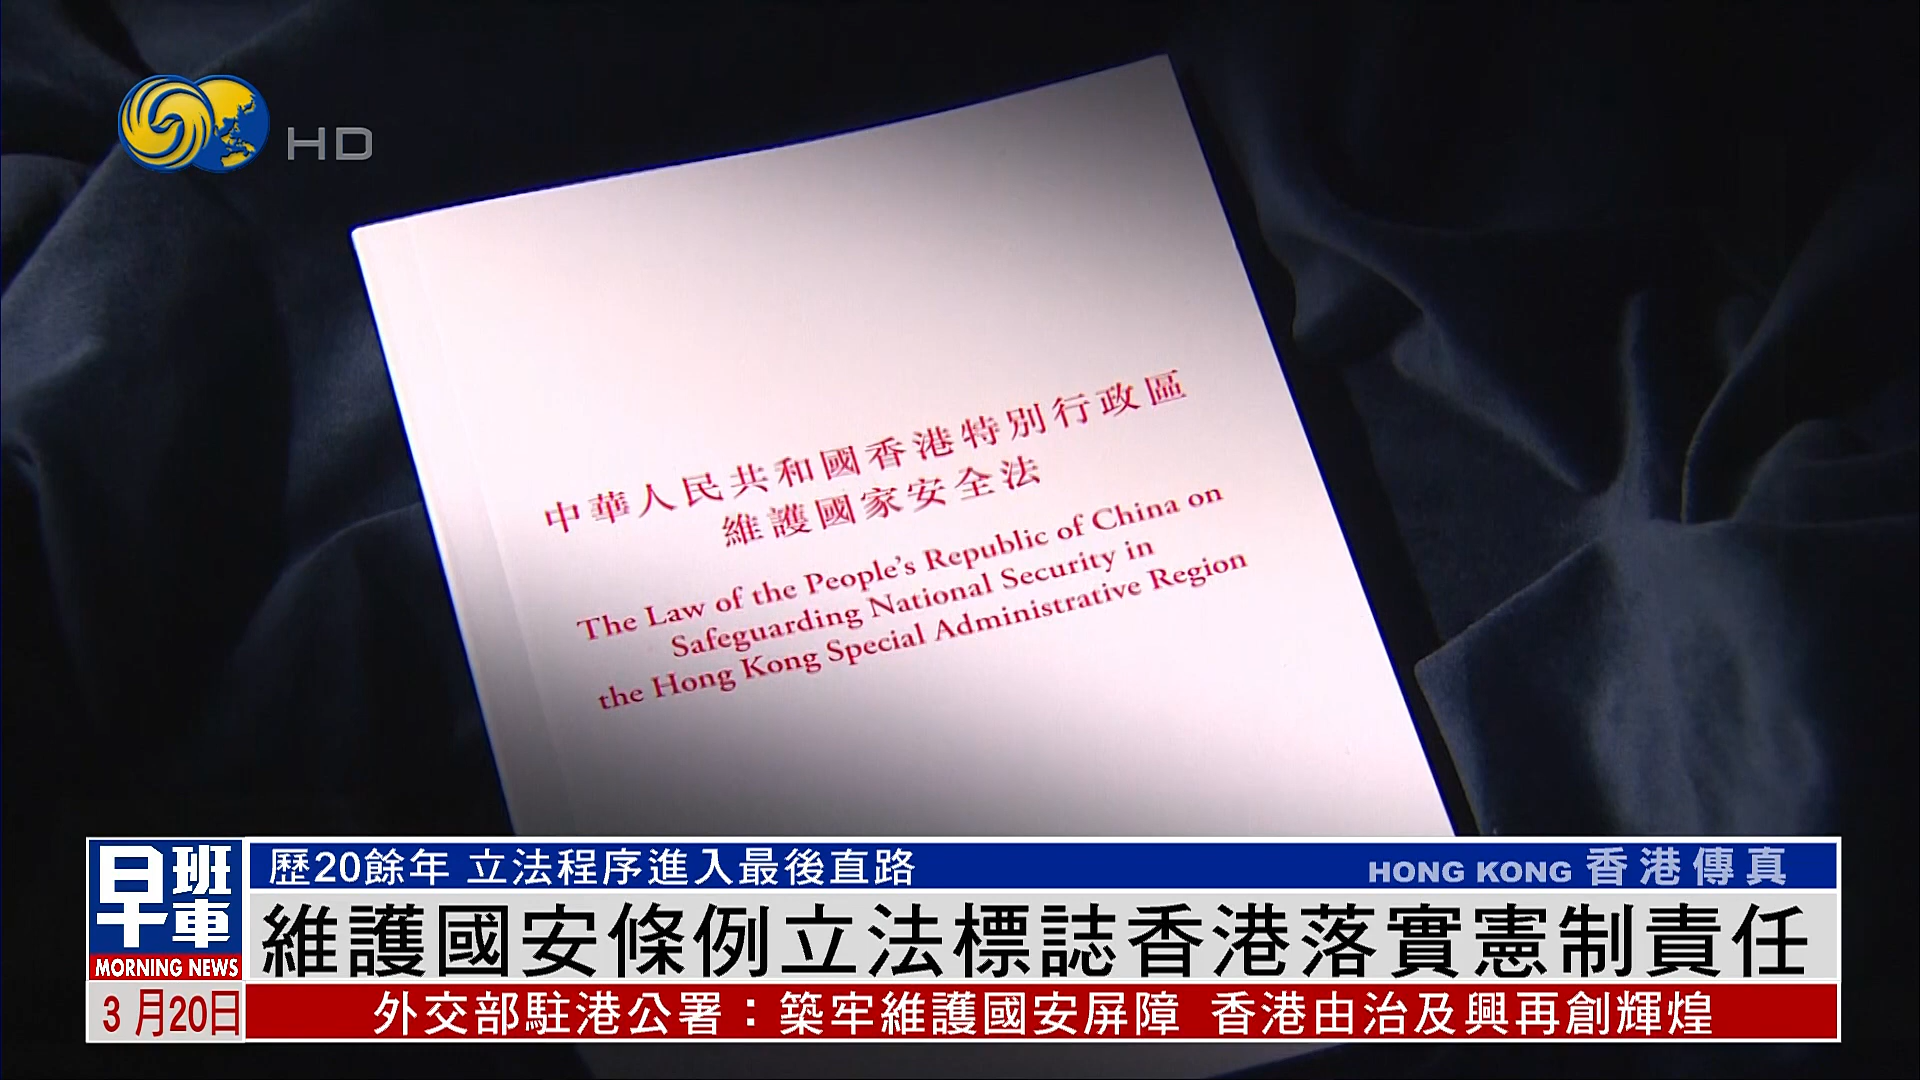 HD
中華人民共和國香港特別行政區
維護國家安全法
The Law of the People's Republic of China on
Safeguarding National Security in
the Hong Kong Special Administrative Region
早班車
MORNING NEWS
3月20日
歷20餘年 立法程序進入最後直路
HONG KONG 香港傳真
維護國安條例立法標誌香港落實憲制責任
外交部駐港公署：築牢維護國安屏障 香港由治及興再創輝煌